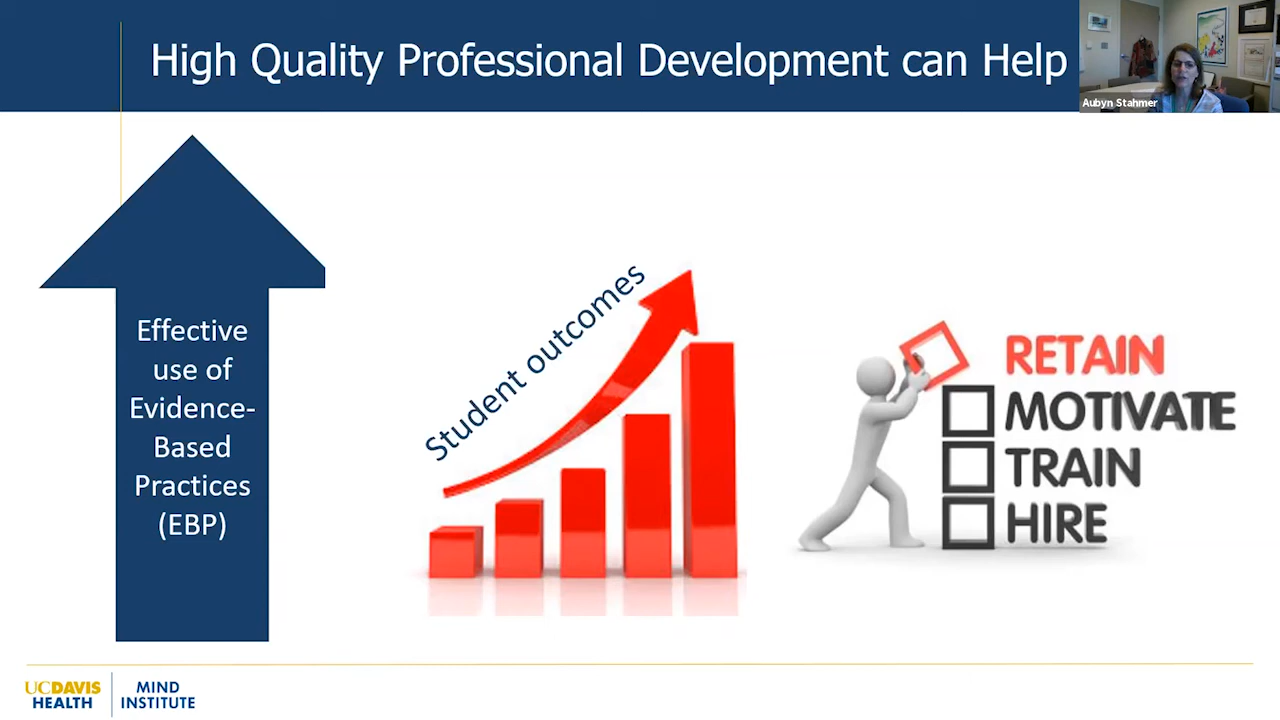 High Quality Professional Development can Help
Aubyn Stahmer
Effective
use of
Evidence-
Based
Practices
(EBP)
Student outcomes
RETAIN
MOTIVATE
TRAIN
HIRE
UCDAVIS
HEALTH
MIND
INSTITUTE